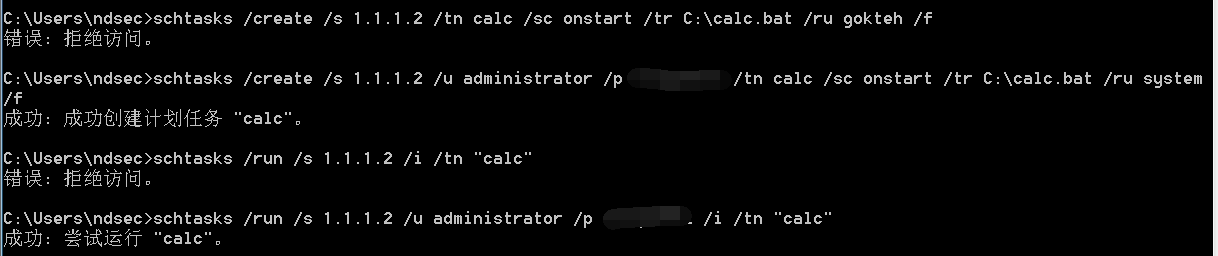 C:\Users\ndsec>schtasks /create /s 1.1.1.2 /tn calc /sc onstart /tr C:\calc.bat /ru gokteh /f
错误: 拒绝访问。
C:\Users\ndsec>schtasks /create /s 1.1.1.2 /u administrator /p /tn calc /sc onstart /tr C:\calc.bat /ru system
/f
成功: 成功创建计划任务 "calc"。
C:\Users\ndsec>schtasks /run /s 1.1.1.2 /i /tn "calc"
错误: 拒绝访问。
C:\Users\ndsec>schtasks /run /s 1.1.1.2 /u administrator /p /i /tn "calc"
成功: 尝试运行 "calc"。